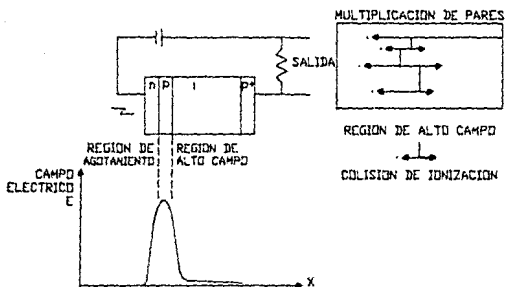 MULTIPLICACION DE PARES
SALIDA
n p i p+
REGION DE AGOTAMIENTO
REGION DE ALTO CAMPO
CAMPO ELECTRICO E
X
REGION DE ALTO CAMPO
COLISION DE IONIZACION